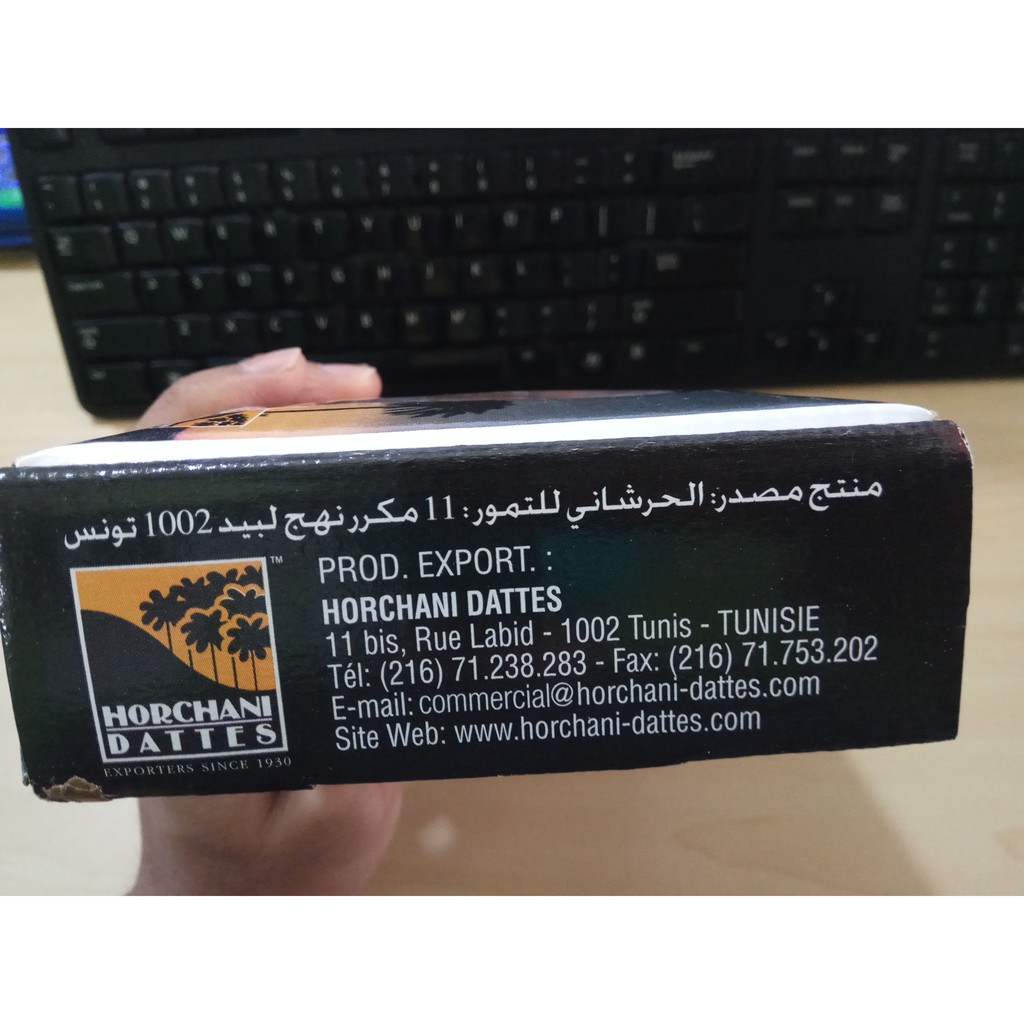 منتج مصدر: الحرشاني للتمور: 11 مكرر نهج لبيد 1002 تونس
PROD. EXPORT. :
HORCHANI DATTES
11 bis, Rue Labid - 1002 Tunis - TUNISIE
Tél: (216) 71.238.283 - Fax: (216) 71.753.202
E-mail: commercial@horchani-dattes.com
Site Web: www.horchani-dattes.com
TM
HORCHANI
DATTES
EXPORTERS SINCE 1930